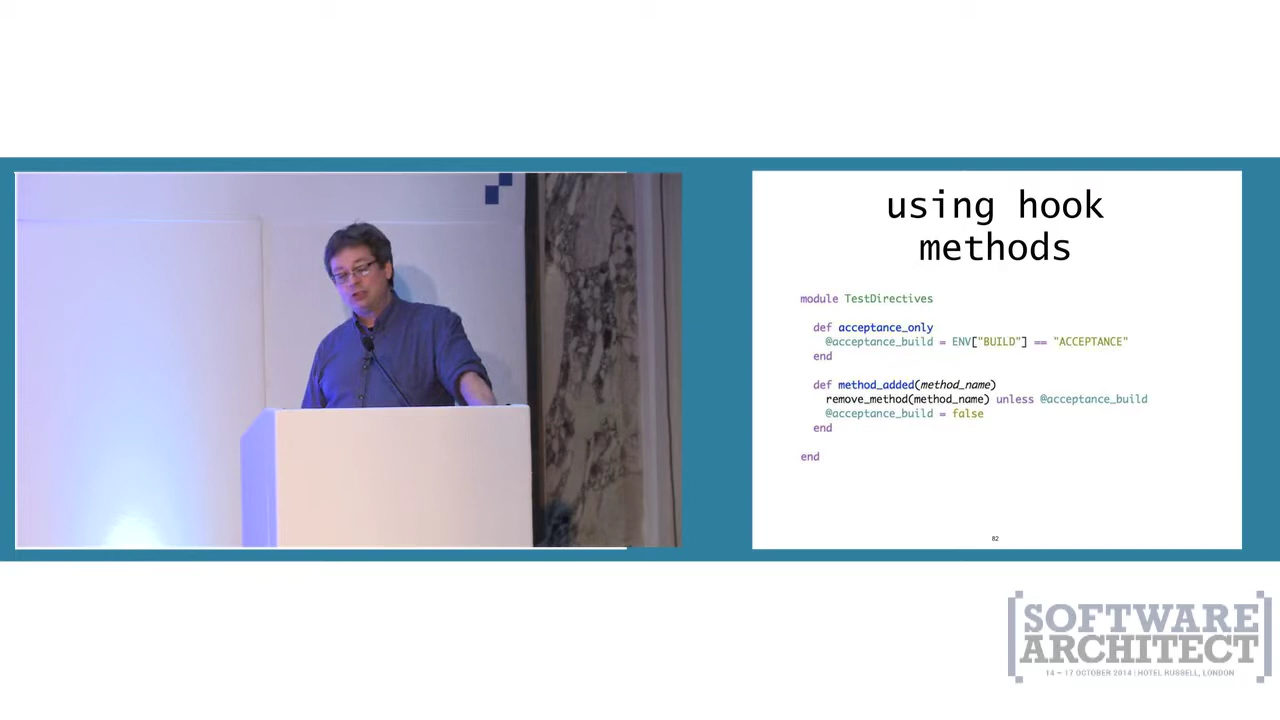 using hook
methods
module TestDirectives
def acceptance_only
@acceptance_build = ENV["BUILD"] == "ACCEPTANCE"
end
def method_added(method_name)
remove_method(method_name) unless @acceptance_build
@acceptance_build = false
end
end
82
[SOFTWARE
ARCHITECT]
14 – 17 OCTOBER 2014 | HOTEL RUSSELL, LONDON